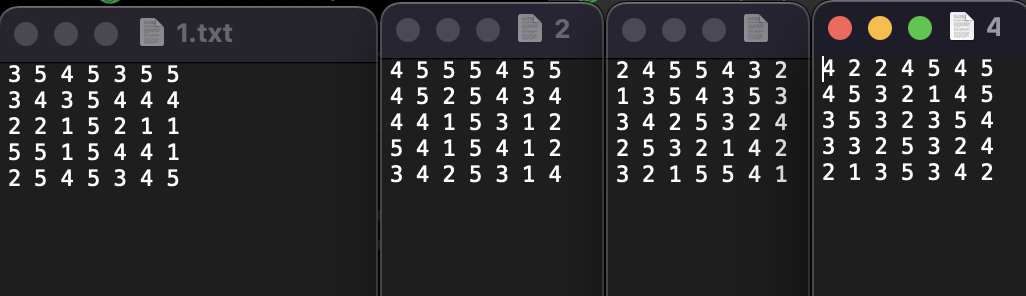 1.txt
3 5 4 5 3 5 5
3 4 3 5 4 4 4
2 2 1 5 2 1 1
5 5 1 5 4 4 1
2 5 4 5 3 4 5
2
4 5 5 5 4 5 5
4 5 2 5 4 3 4
4 4 1 5 3 1 2
5 4 1 5 4 1 2
3 4 2 5 3 1 4
2 4 5 5 4 3 2
1 3 5 4 3 5 3
3 4 2 5 3 2 4
2 5 3 2 1 4 2
3 2 1 5 5 4 1
4
4 2 2 4 5 4 5
4 5 3 2 1 4 5
3 5 3 2 3 5 4
3 3 2 5 3 2 4
2 1 3 5 3 4 2